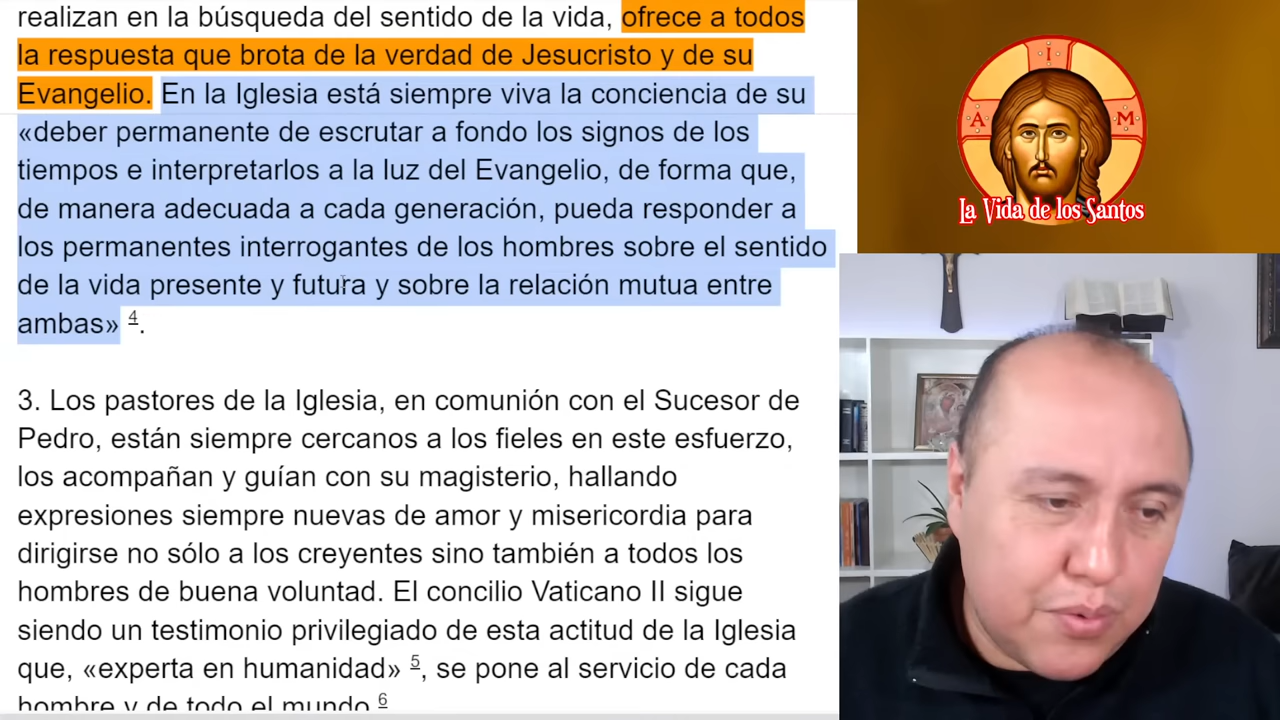 realizan en la búsqueda del sentido de la vida, ofrece a todos
la respuesta que brota de la verdad de Jesucristo y de su
Evangelio. En la Iglesia está siempre viva la conciencia de su
«deber permanente de escrutar a fondo los signos de los
tiempos e interpretarlos a la luz del Evangelio, de forma que,
de manera adecuada a cada generación, pueda responder a
los permanentes interrogantes de los hombres sobre el sentido
de la vida presente y futura y sobre la relación mutua entre
ambas» 4.
3. Los pastores de la Iglesia, en comunión con el Sucesor de
Pedro, están siempre cercanos a los fieles en este esfuerzo,
los acompañan y guían con su magisterio, hallando
expresiones siempre nuevas de amor y misericordia para
dirigirse no sólo a los creyentes sino también a todos los
hombres de buena voluntad. El concilio Vaticano II sigue
siendo un testimonio privilegiado de esta actitud de la Iglesia
que, «experta en humanidad» 5, se pone al servicio de cada
hombre y de todo el mundo 6
I
A M
La Vida de los Santos